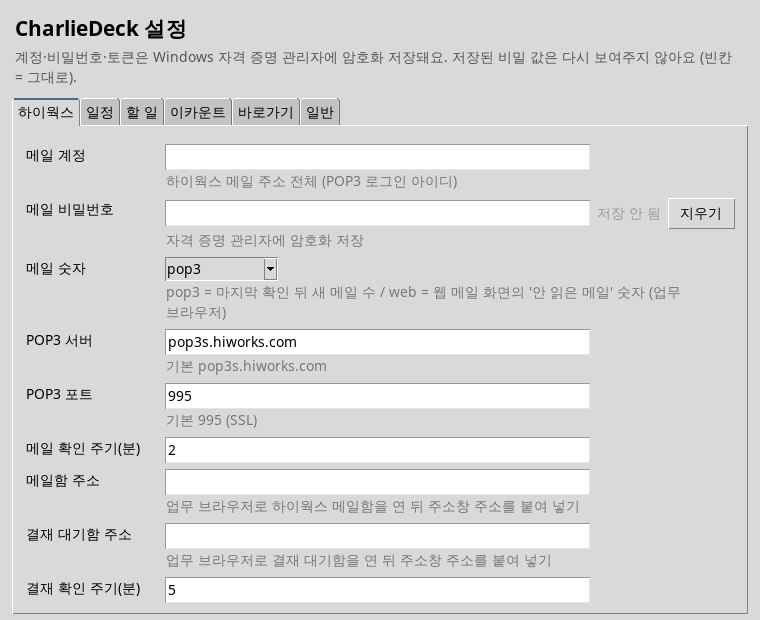 CharlieDeck 설정
계정·비밀번호·토큰은 Windows 자격 증명 관리자에 암호화 저장돼요. 저장된 비밀 값은 다시 보여주지 않아요 (빈칸
= 그대로).
하이웍스 일정 할 일 이카운트 바로가기 일반
메일 계정
하이웍스 메일 주소 전체 (POP3 로그인 아이디)
메일 비밀번호 저장 안 됨 지우기
자격 증명 관리자에 암호화 저장
메일 숫자 pop3
pop3 = 마지막 확인 뒤 새 메일 수 / web = 웹 메일 화면의 '안 읽은 메일' 숫자 (업무
브라우저)
POP3 서버 pop3s.hiworks.com
기본 pop3s.hiworks.com
POP3 포트 995
기본 995 (SSL)
메일 확인 주기(분) 2
메일함 주소
업무 브라우저로 하이웍스 메일함을 연 뒤 주소창 주소를 붙여 넣기
결재 대기함 주소
업무 브라우저로 결재 대기함을 연 뒤 주소창 주소를 붙여 넣기
결재 확인 주기(분) 5